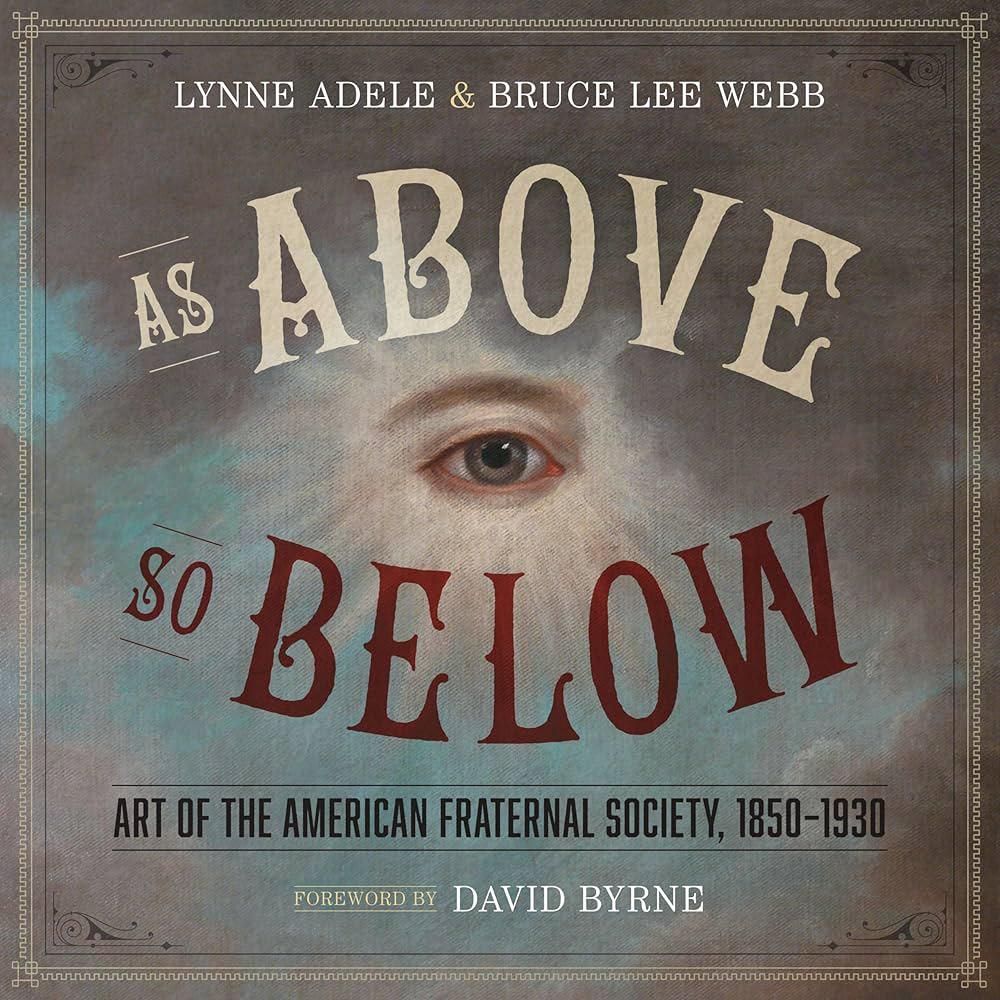 LYNNE ADELE & BRUCE LEE WEBB
AS ABOVE
SO BELOW
ART OF THE AMERICAN FRATERNAL SOCIETY, 1850–1930
FOREWORD BY DAVID BYRNE